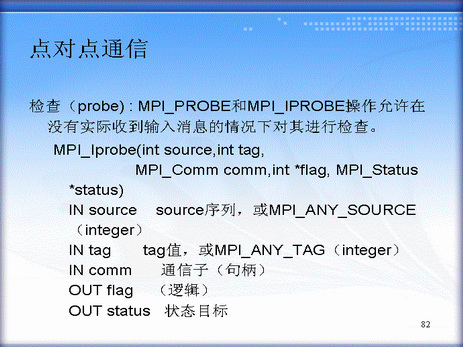 点对点通信
检查（probe) : MPI_PROBE和MPI_IPROBE操作允许在
没有实际收到输入消息的情况下对其进行检查。
MPI_Iprobe(int source,int tag,
MPI_Comm comm,int *flag, MPI_Status
*status)
IN source source序列，或MPI_ANY_SOURCE
（integer）
IN tag tag值，或MPI_ANY_TAG（integer）
IN comm 通信子（句柄）
OUT flag （逻辑）
OUT status 状态目标
82